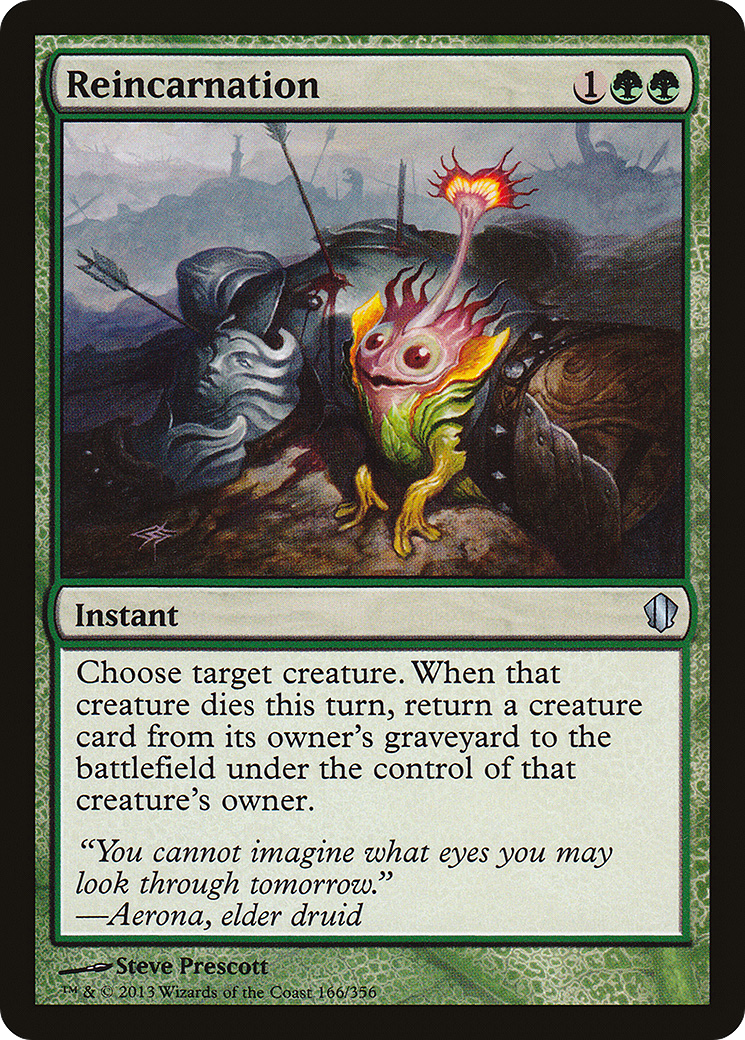 Reincarnation 1
Instant
Choose target creature. When that
creature dies this turn, return a creature
card from its owner's graveyard to the
battlefield under the control of that
creature's owner.
“You cannot imagine what eyes you may
look through tomorrow.”
—Aerona, elder druid
Steve Prescott
™ & © 2013 Wizards of the Coast 166/356